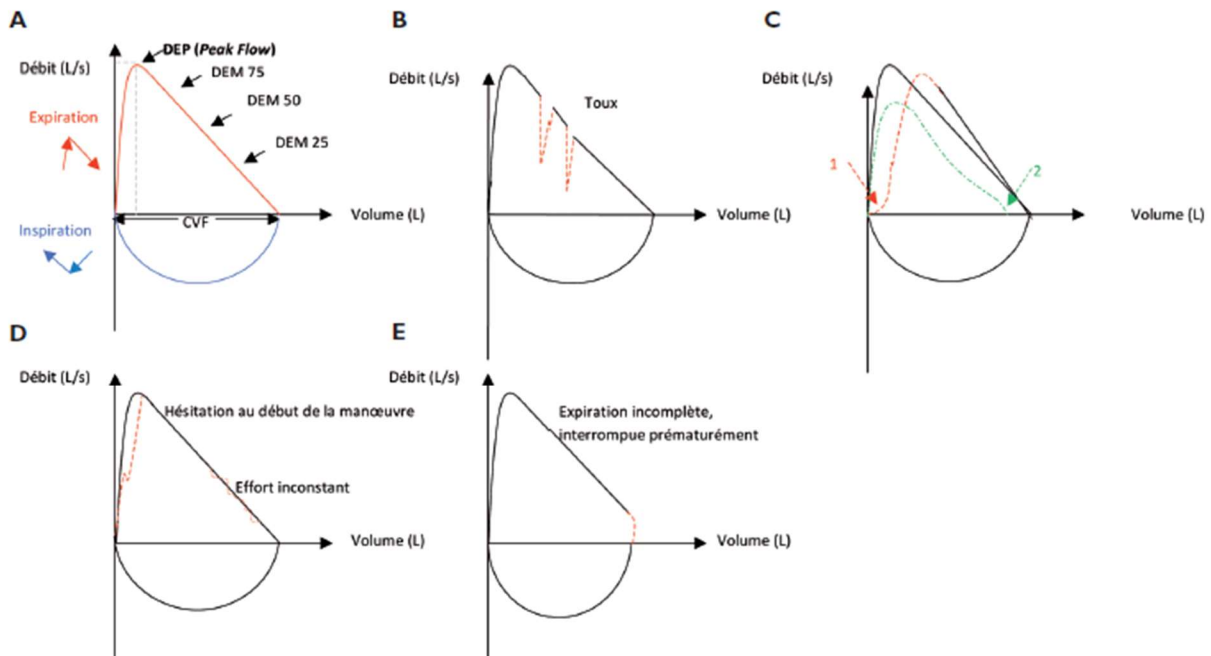 A
DEP (Peak Flow)
Débit (L/s)
DEM 75
DEM 50
Expiration
DEM 25
Volume (L)
CVF
Inspiration
B
Débit (L/s)
Toux
Volume (L)
C
Débit (L/s)
1
2
Volume (L)
D
Débit (L/s)
Hésitation au début de la manœuvre
Effort inconstant
Volume (L)
E
Débit (L/s)
Expiration incomplète,
interrompue prématurément
Volume (L)